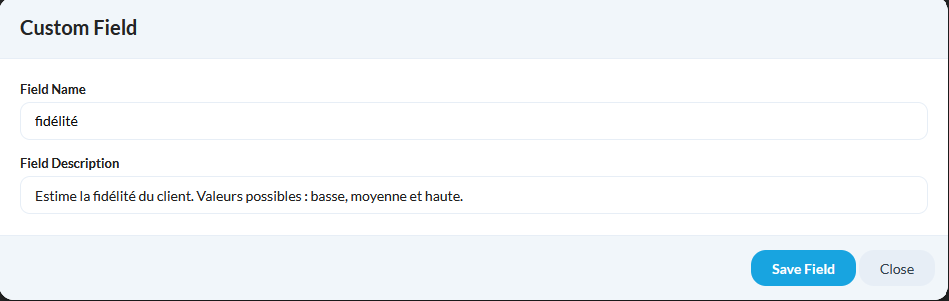 Custom Field
Field Name
fidélité
Field Description
Estime la fidélité du client. Valeurs possibles : basse, moyenne et haute.
Save Field
Close